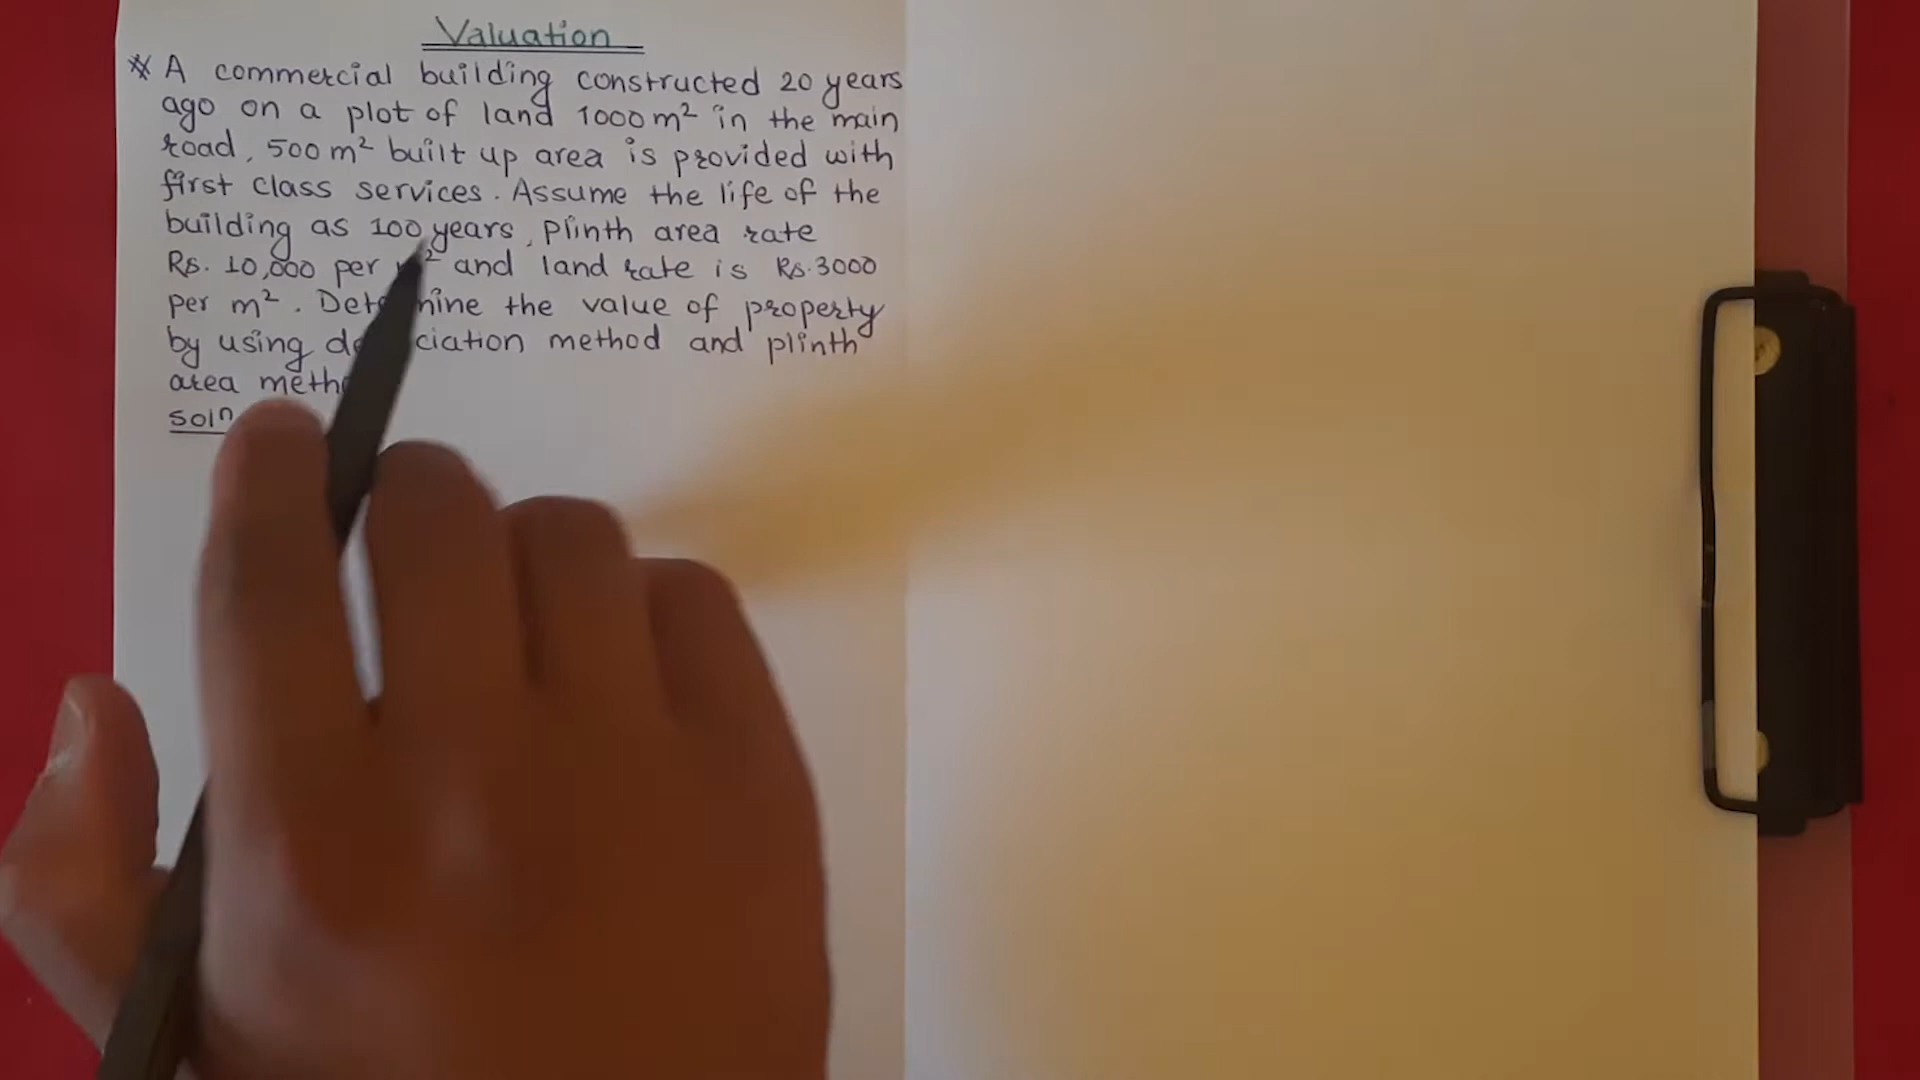 Valuation
* A commercial building constructed 20 years
ago on a plot of land 1000 m² in the main
road, 500 m² built up area is provided with
first class services. Assume the life of the
building as 100 years, plinth area rate
Rs. 10,000 per m² and land rate is Rs. 3000
per m². Determine the value of property
by using ciation method and plinth
area
Soln